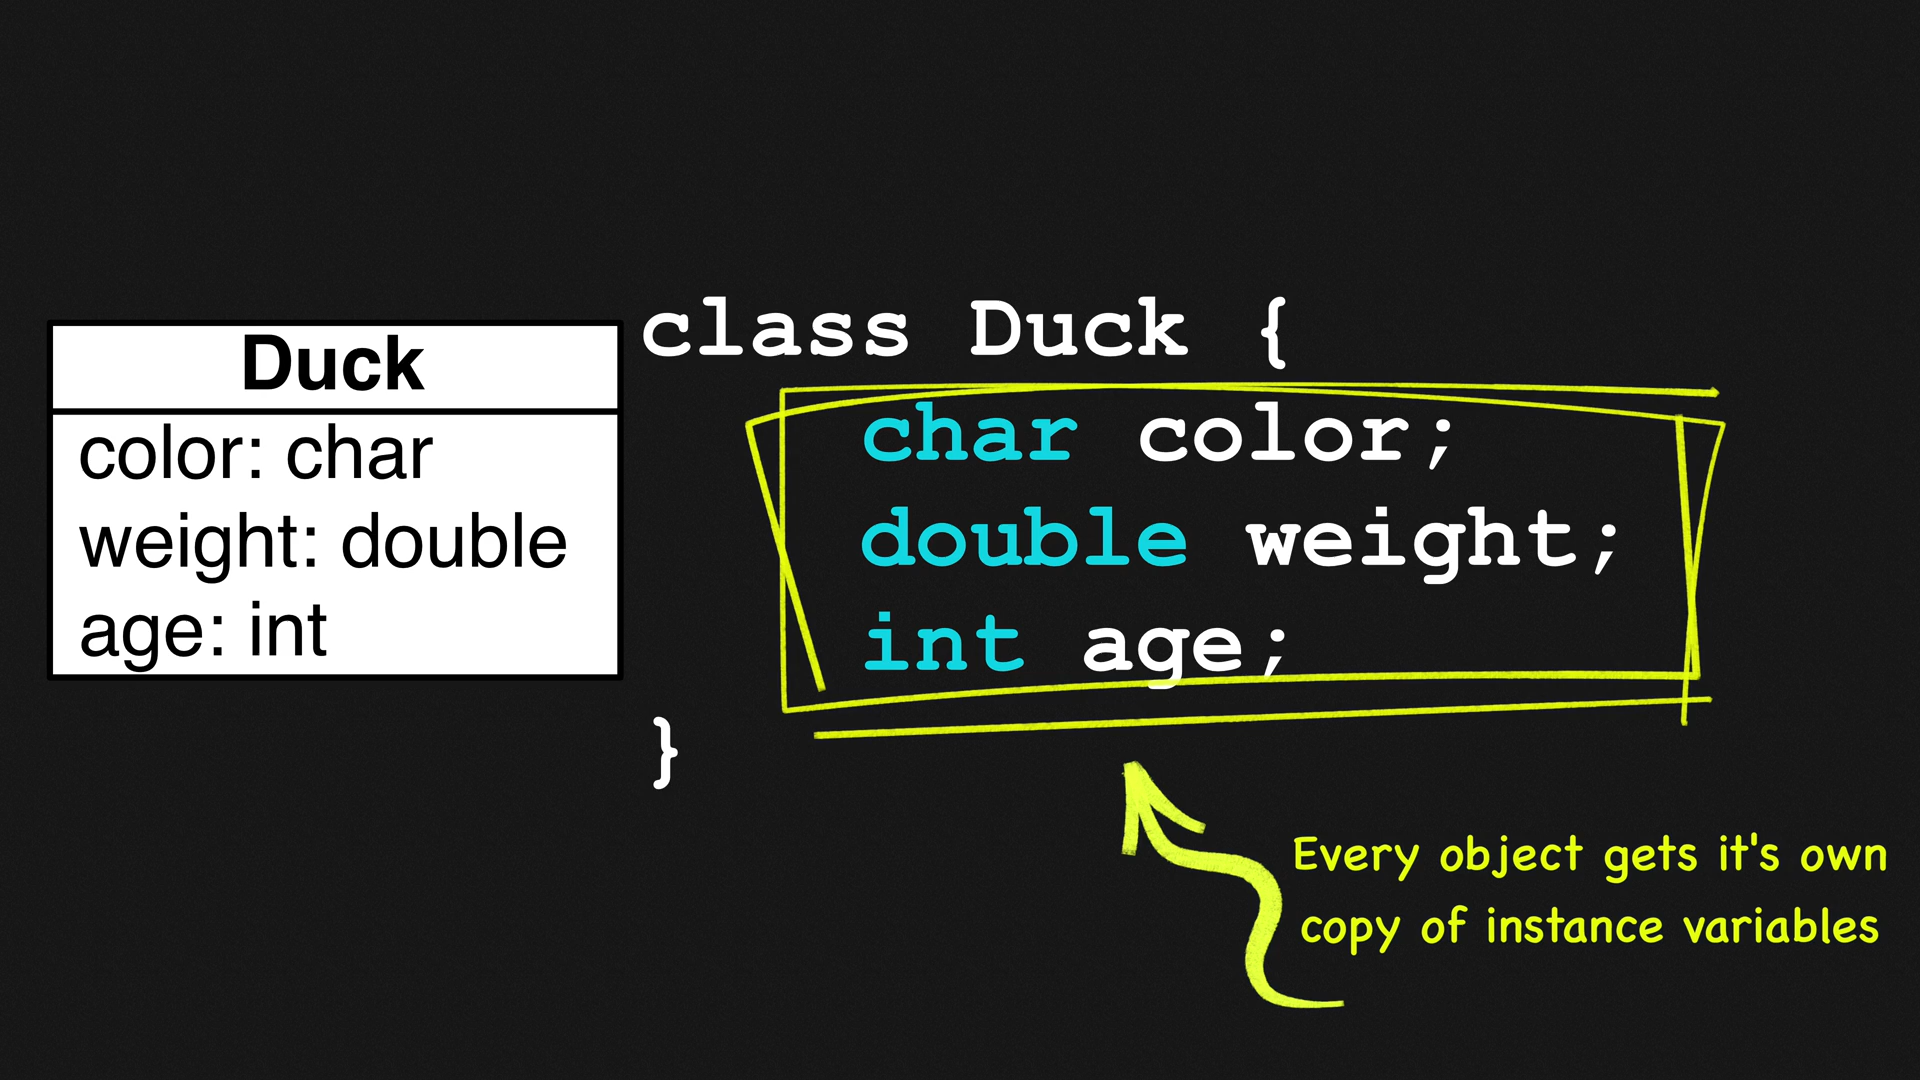 Duck
color: char
weight: double
age: int
class Duck {
char color;
double weight;
int age;
}
Every object gets it's own
copy of instance variables